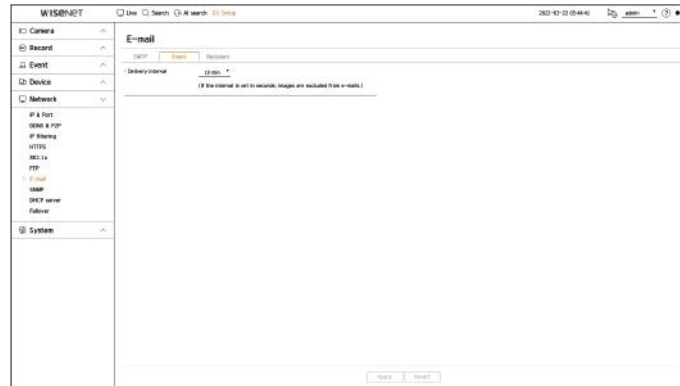 WISENET
Live Search AI search Setup
2022-03-22 05:44:41 admin
Camera
Record
Event
Device
Network
IP & Port
DDNS & P2P
IP filtering
HTTPS
802.1x
FTP
E-mail
SNMP
DHCP server
Failover
System
E-mail
SMTP Event Recipient
Delivery interval 10 min
(If the interval is set in seconds, images are excluded from e-mails.)
Apply Revert